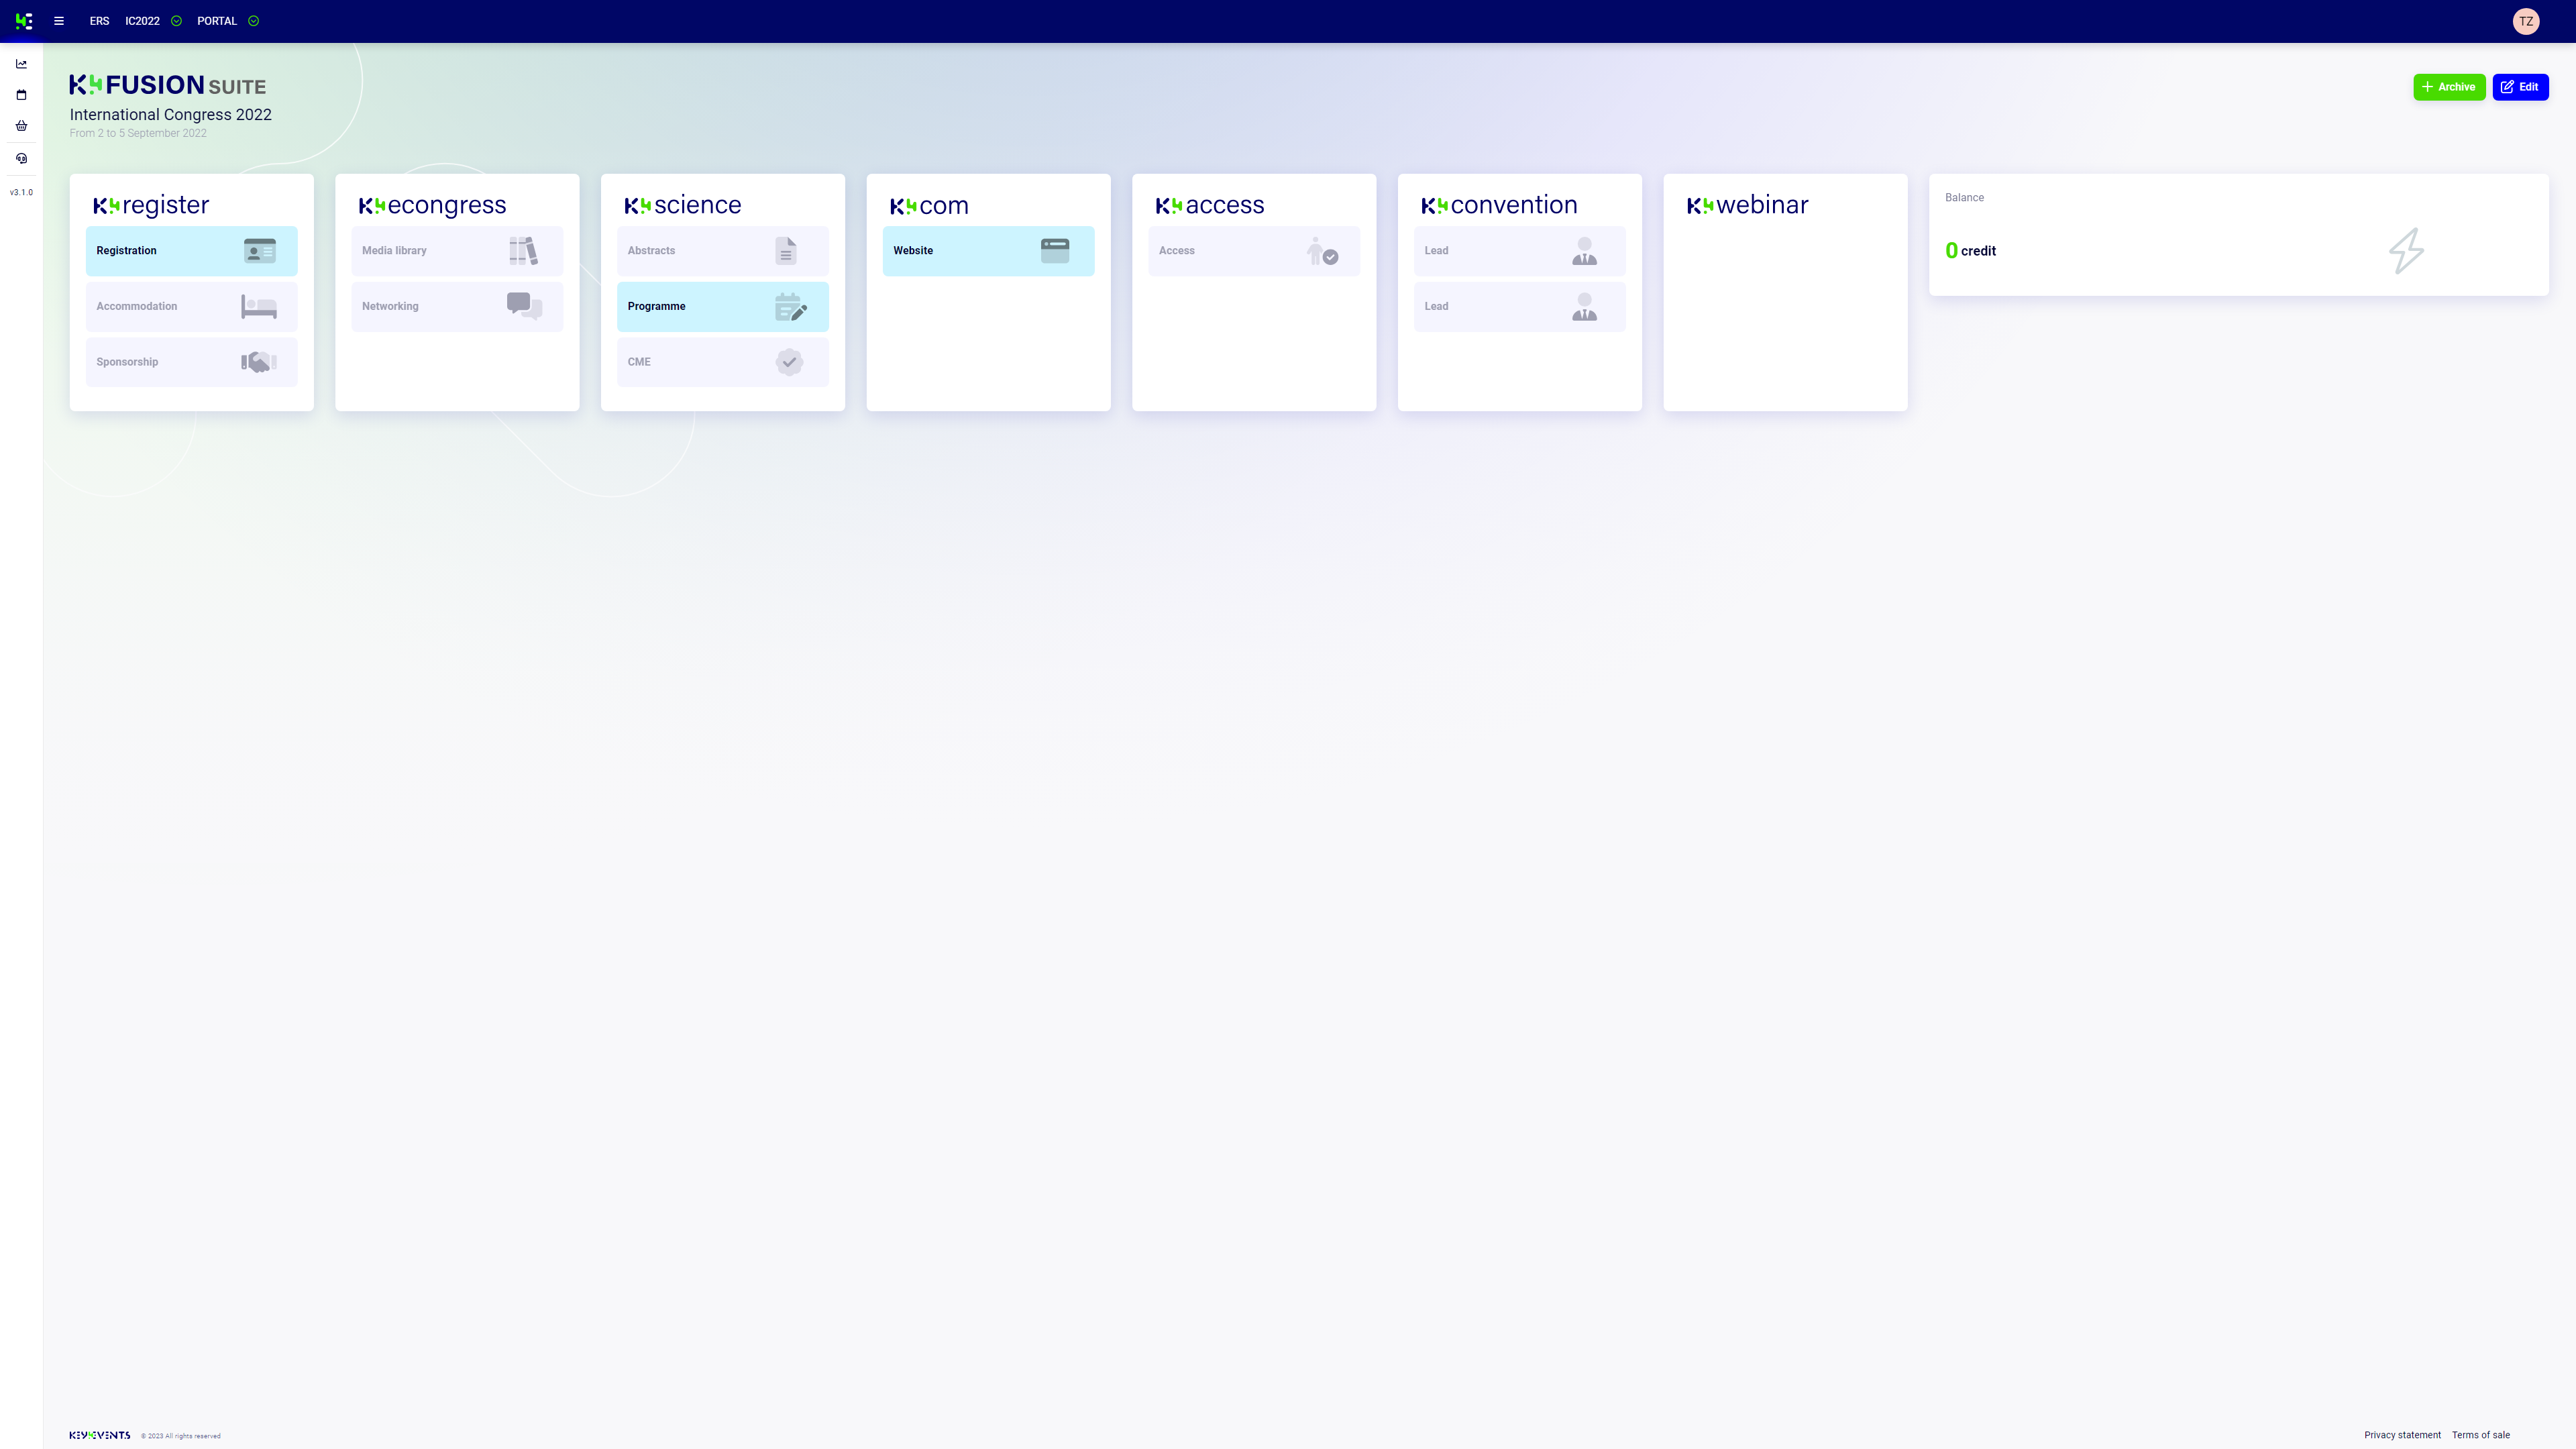 ERS IC2022 PORTAL TZ
v3.1.0
K4 FUSION SUITE
International Congress 2022
From 2 to 5 September 2022
Archive Edit
K4register
Registration
Accommodation
Sponsorship
K4econgress
Media library
Networking
K4science
Abstracts
Programme
CME
K4com
Website
K4access
Access
K4convention
Lead
Lead
K4webinar
Balance
0 credit
KEY4EVENTS © 2023 All rights reserved
Privacy statement Terms of sale